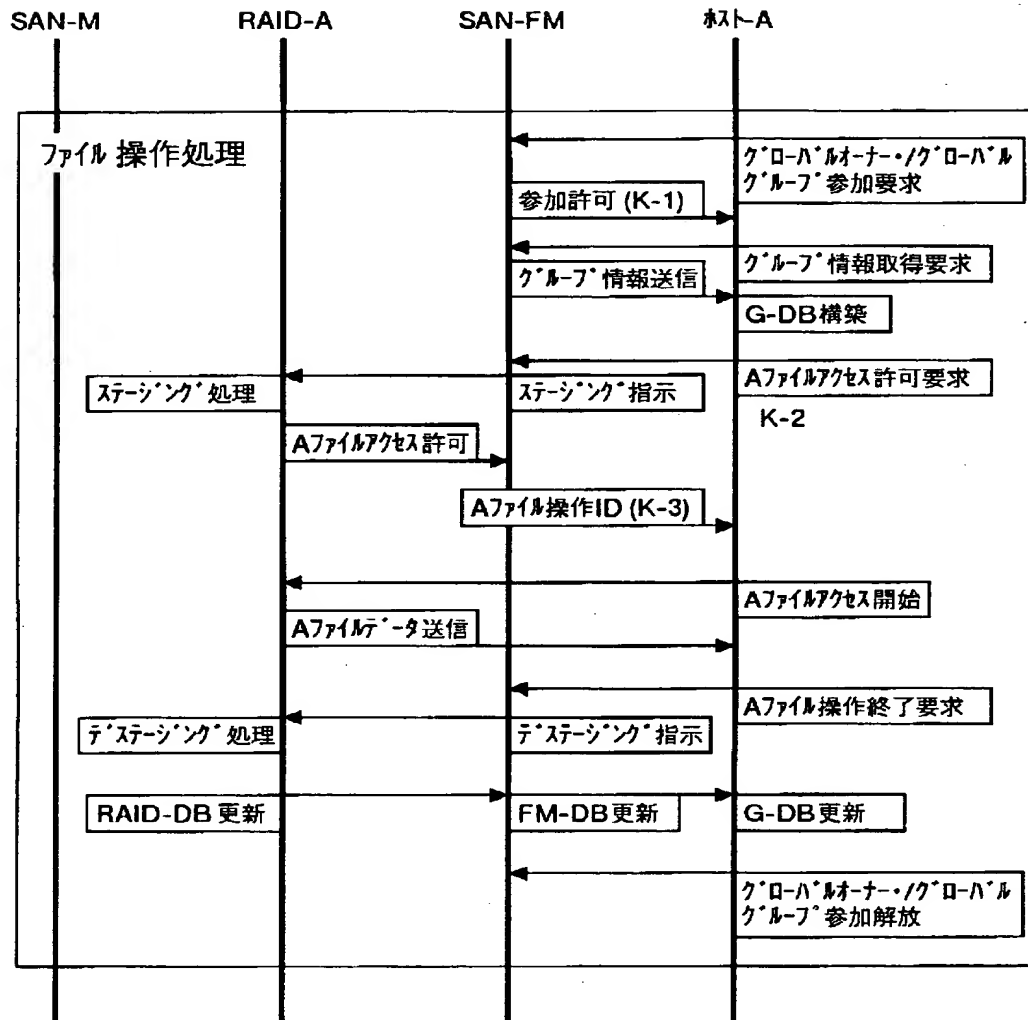 SAN-M RAID-A SAN-FM ﾎｽﾄ-A
ﾌｧｲﾙ 操作処理
ｸﾞﾛｰﾊﾞﾙｵｰﾅｰ・/ｸﾞﾛｰﾊﾞﾙ
ｸﾞﾙｰﾌﾟ参加要求
参加許可 (K-1)
ｸﾞﾙｰﾌﾟ情報取得要求
ｸﾞﾙｰﾌﾟ情報送信
G-DB構築
Aﾌｧｲﾙｱｸｾｽ許可要求
ｽﾃｰｼﾞﾝｸﾞ処理
ｽﾃｰｼﾞﾝｸﾞ指示
K-2
Aﾌｧｲﾙｱｸｾｽ許可
Aﾌｧｲﾙ操作ID (K-3)
Aﾌｧｲﾙｱｸｾｽ開始
Aﾌｧｲﾙﾃﾞｰﾀ送信
Aﾌｧｲﾙ操作終了要求
ﾃﾞｽﾃｰｼﾞﾝｸﾞ処理
ﾃﾞｽﾃｰｼﾞﾝｸﾞ指示
RAID-DB更新
FM-DB更新
G-DB更新
ｸﾞﾛｰﾊﾞﾙｵｰﾅｰ・/ｸﾞﾛｰﾊﾞﾙ
ｸﾞﾙｰﾌﾟ参加解放